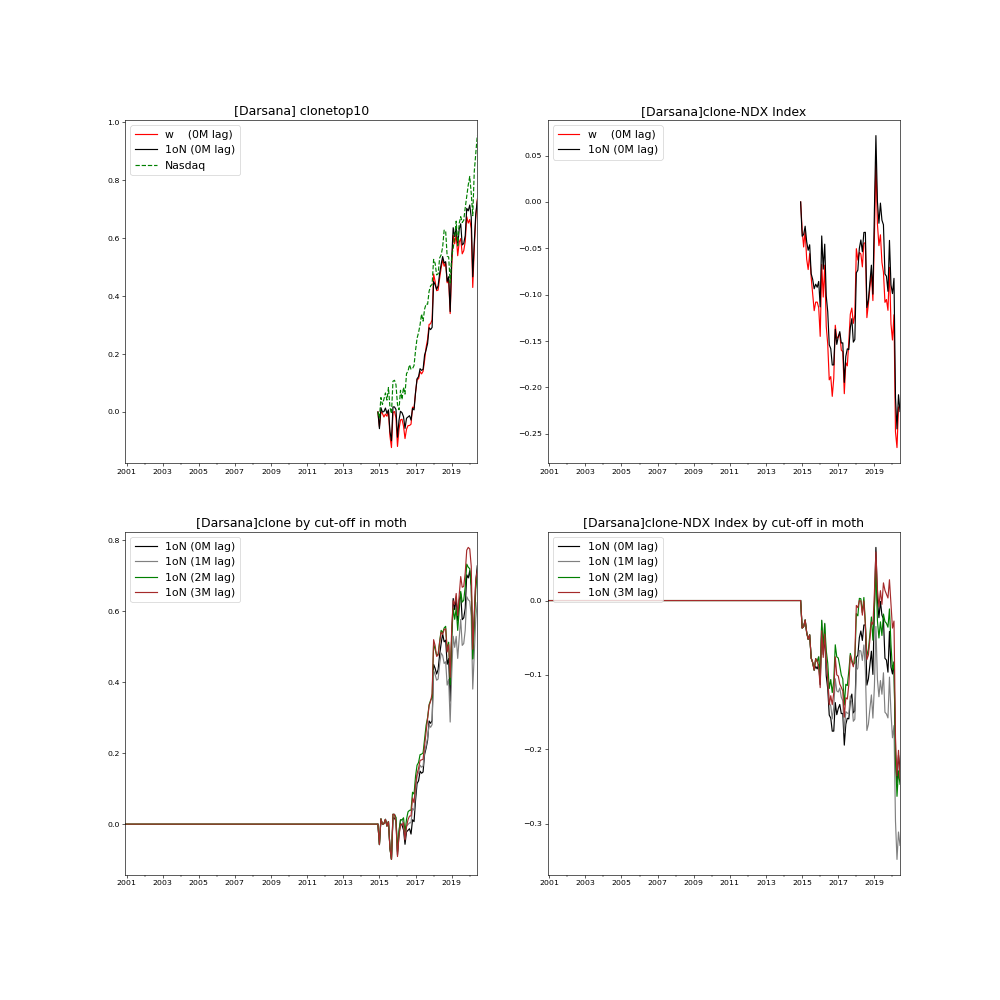 [Darsana] clonetop10
1.0
0.8
0.6
0.4
0.2
0.0
w    (0M lag)
1oN (0M lag)
Nasdaq
2001 2003 2005 2007 2009 2011 2013 2015 2017 2019
[Darsana]clone-NDX Index
0.05
0.00
−0.05
−0.10
−0.15
−0.20
−0.25
w    (0M lag)
1oN (0M lag)
2001 2003 2005 2007 2009 2011 2013 2015 2017 2019
[Darsana]clone by cut-off in moth
0.8
0.6
0.4
0.2
0.0
1oN (0M lag)
1oN (1M lag)
1oN (2M lag)
1oN (3M lag)
2001 2003 2005 2007 2009 2011 2013 2015 2017 2019
[Darsana]clone-NDX Index by cut-off in moth
0.0
−0.1
−0.2
−0.3
1oN (0M lag)
1oN (1M lag)
1oN (2M lag)
1oN (3M lag)
2001 2003 2005 2007 2009 2011 2013 2015 2017 2019